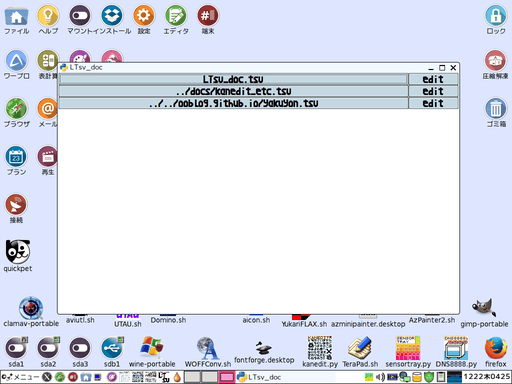 ファイル ヘルプ マウント インストール 設定 エディタ 端末 ロック
LTsv_doc
LTsv_doc.tsv edit
../docs/kanedit_etc.tsv edit
../../ooblog.github.io/yakuyon.tsv edit
ワープロ 表計算 圧縮解凍
ブラウザ メール ゴミ箱
プラン 再生
接続
quickpet
clamav-portable aviutl.sh UTAU.sh Domino.sh aicon.sh YukariFLAX.sh azminipainter.desktop AzPainter2.sh gimp-portable
sda1 sda2 sda3 sdb1 wine-portable WOFFConv.sh fontforge.desktop kanedit.py TeraPad.sh sensortray.py DNS8888.py firefox
メニュー LTsv_doc 1222木0425